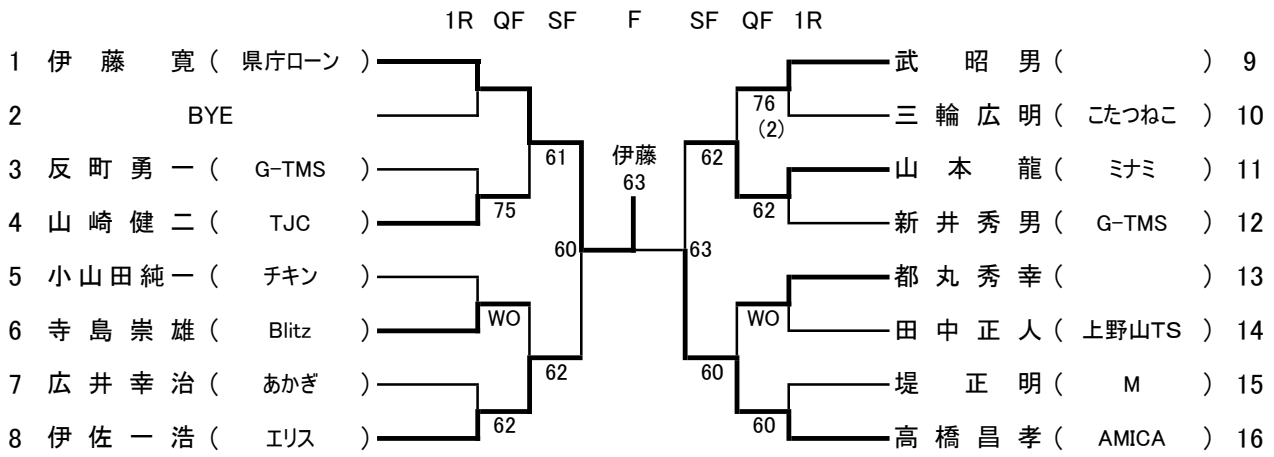 1R QF SF F SF QF 1R
1 伊藤 寛 ( 県庁ローン ) 武 昭男 ( ) 9
76
2 BYE 三輪広明 ( こたつねこ ) 10
(2)
61 伊藤 62
3 反町勇一 ( G-TMS ) 63 山本 龍 ( ミナミ ) 11
75 62
4 山崎健二 ( TJC ) 新井秀男 ( G-TMS ) 12
60 63
5 小山田純一 ( チキン ) 都丸秀幸 ( ) 13
WO WO
6 寺島崇雄 ( Blitz ) 田中正人 ( 上野山TS ) 14
62 60
7 広井幸治 ( あかぎ ) 堤 正明 ( M ) 15
62 60
8 伊佐一浩 ( エリス ) 高橋昌孝 ( AMICA ) 16